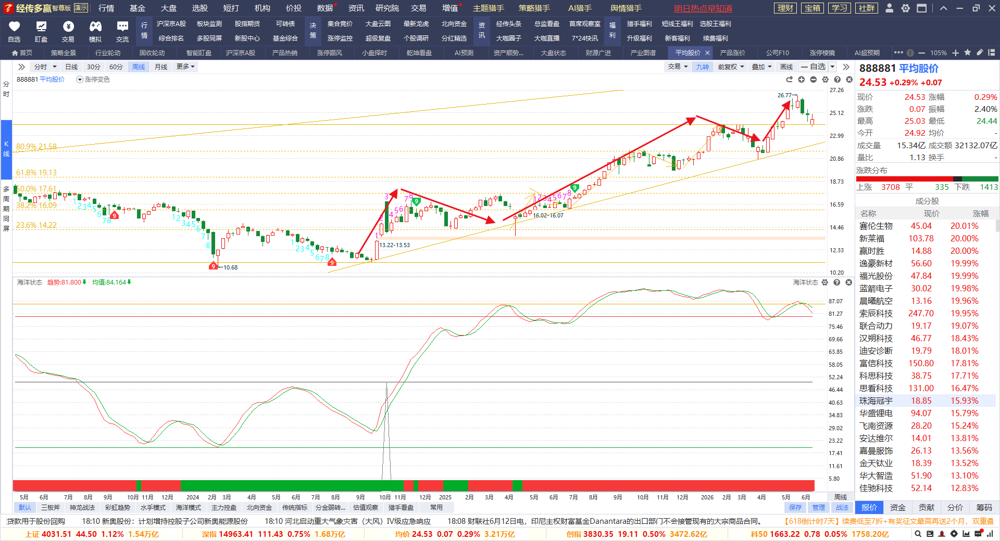 经传多赢 智尊版 演示 行情 基金 大盘 选股 短打 机构 价投 数据 资讯 研究院 交易 增值 主题猎手 策略猎手 AI猎手 舆情猎手 明日热点早知道 理财 宝箱 学习 社群
自选 盯盘 交易 模拟 交流 行情 沪深京A股 板块监测 股指期货 可转债 决策 集合竞价 大盘云图 最新龙虎 北向资金 资讯 经传头条 总监看盘 首席观察室 福利 猎手福利 短线王福利 选股王福利
综合排名 多股同屏 新股中心 基金综合 涨停监控 超级复盘 个股调研 分红精选 大咖圈子 大咖直播 7*24快讯 升级福利 新客福利 续费福利
首页 策略全景 行业轮动 固收轮动 智能盯盘 沪深京A股 产品热销 涨停跟风 小盘择时 乾坤看盘 AI预测 资产顺势... 大盘状态 财源广进 产业图谱 平均股价 产品涨价 公司F10 涨停棱镜 AI超预期 105%
分时 日线 30分 60分 周线 月线 更多 交易 九转 前复权 叠加 画线 自选
分时
K线
多周期同屏
888881 平均股价 涨停变色
27.26
25.12
22.99
20.86
18.73
16.59
14.46
12.33
10.20
80.9% 21.58
61.8% 19.13
50.0% 17.61
38.2% 16.09
23.6% 14.22
1 2 3 4 5 6 7 8 9
1 2 3 4 5 6 7 8 9
←10.68
1 2 3 4 5 6 7 8 9
1 2 3 4 5 6 7 8 9
13.22-13.53
1 2 3 4 5 6 7 8 9
16.02-16.07
26.77→
海洋状态 趋势:81.800 均值:84.164 海洋状态
87.07
81.27
75.46
69.66
63.85
58.05
52.24
46.44
40.63
34.83
29.02
23.22
17.41
11.61
5.80
5月 6月 7月 8月 9月 10月 11月 12月 2024 2月 3月 4月 5月 6月 7月 8月 9月 10月 11月 12月 2025 2月 3月 4月 5月 6月 7月 8月 9月 10月 11月 12月 2026 2月 3月 4月 5月 6月 周线
默认 三板斧 神龙战法 彩虹趋势 水手模式 海洋模式 主力控盘 北向资金 传统指标 分金弱转... 估值观察 猎手看盘 常用 保存 管理 战法
888881 平均股价
24.53 +0.29% +0.07
现价 24.53 涨幅 0.29%
涨跌 0.07 振幅 2.40%
最高 25.03 最低 24.44
今开 24.92 均价 -
成交量 15.34亿 成交额 32132.07亿
量比 1.13 换手 -
涨跌分布
上涨 3708 平 335 下跌 1413
成分股
名称 现价 涨幅
赛伦生物 45.04 20.01%
新莱福 103.78 20.00%
赢时胜 14.88 20.00%
逸豪新材 56.60 19.99%
福光股份 47.84 19.99%
蓝箭电子 30.02 19.98%
晨曦航空 13.16 19.96%
索辰科技 247.70 19.95%
联合动力 19.17 19.07%
汉朔科技 46.77 18.43%
迪安诊断 19.79 18.01%
富信科技 150.80 17.81%
科思科技 38.75 17.71%
思看科技 131.00 16.47%
珠海冠宇 18.85 15.93%
华盛锂电 94.07 15.79%
飞南资源 28.20 15.24%
安达维尔 14.01 13.81%
嘉曼服饰 26.13 13.56%
金天钛业 18.39 13.52%
华大智造 51.90 13.10%
佳驰科技 52.14 12.83%
报价 资金 贡献 分价 筹码
贷款用于股份回购 18:10 新奥股份：计划增持控股子公司新奥能源股份 18:10 河北启动重大气象灾害（大风）IV级应急响应 18:08 财联社6月12日电，印尼主权财富基金Danantara的出口部门不会接管现有的大宗商品合同。 【618倒计时7天】续费低至7折+有奖征文最高再送2个月，双重
上证 4031.51 44.50 1.12% 1.54万亿 深指 14963.41 111.43 0.75% 1.68万亿 均价 24.53 0.07 0.29% 3.21万亿 创指 3830.35 19.11 0.50% 3472.62亿 科50 1663.22 0.78 0.05% 1758.20亿